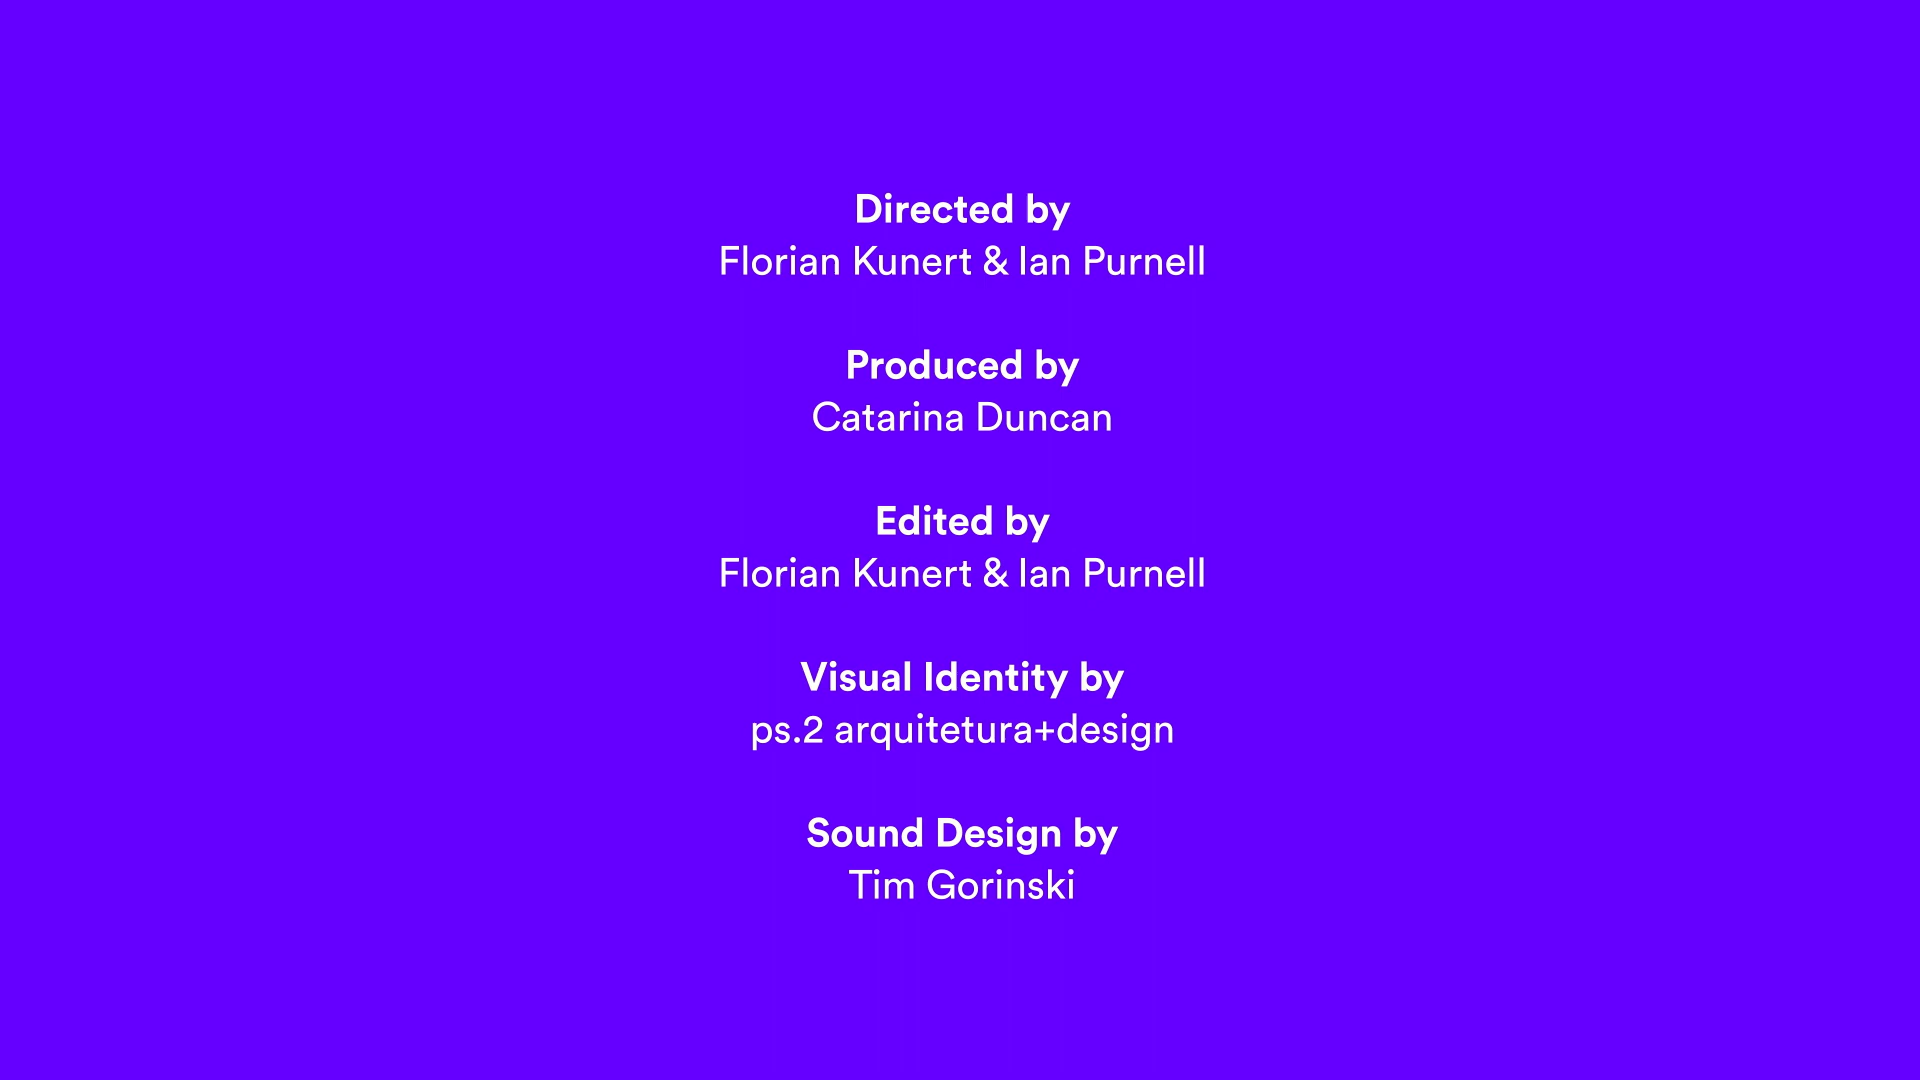 Directed by
Florian Kunert & Ian Purnell
Produced by
Catarina Duncan
Edited by
Florian Kunert & Ian Purnell
Visual Identity by
ps.2 arquitetura+design
Sound Design by
Tim Gorinski